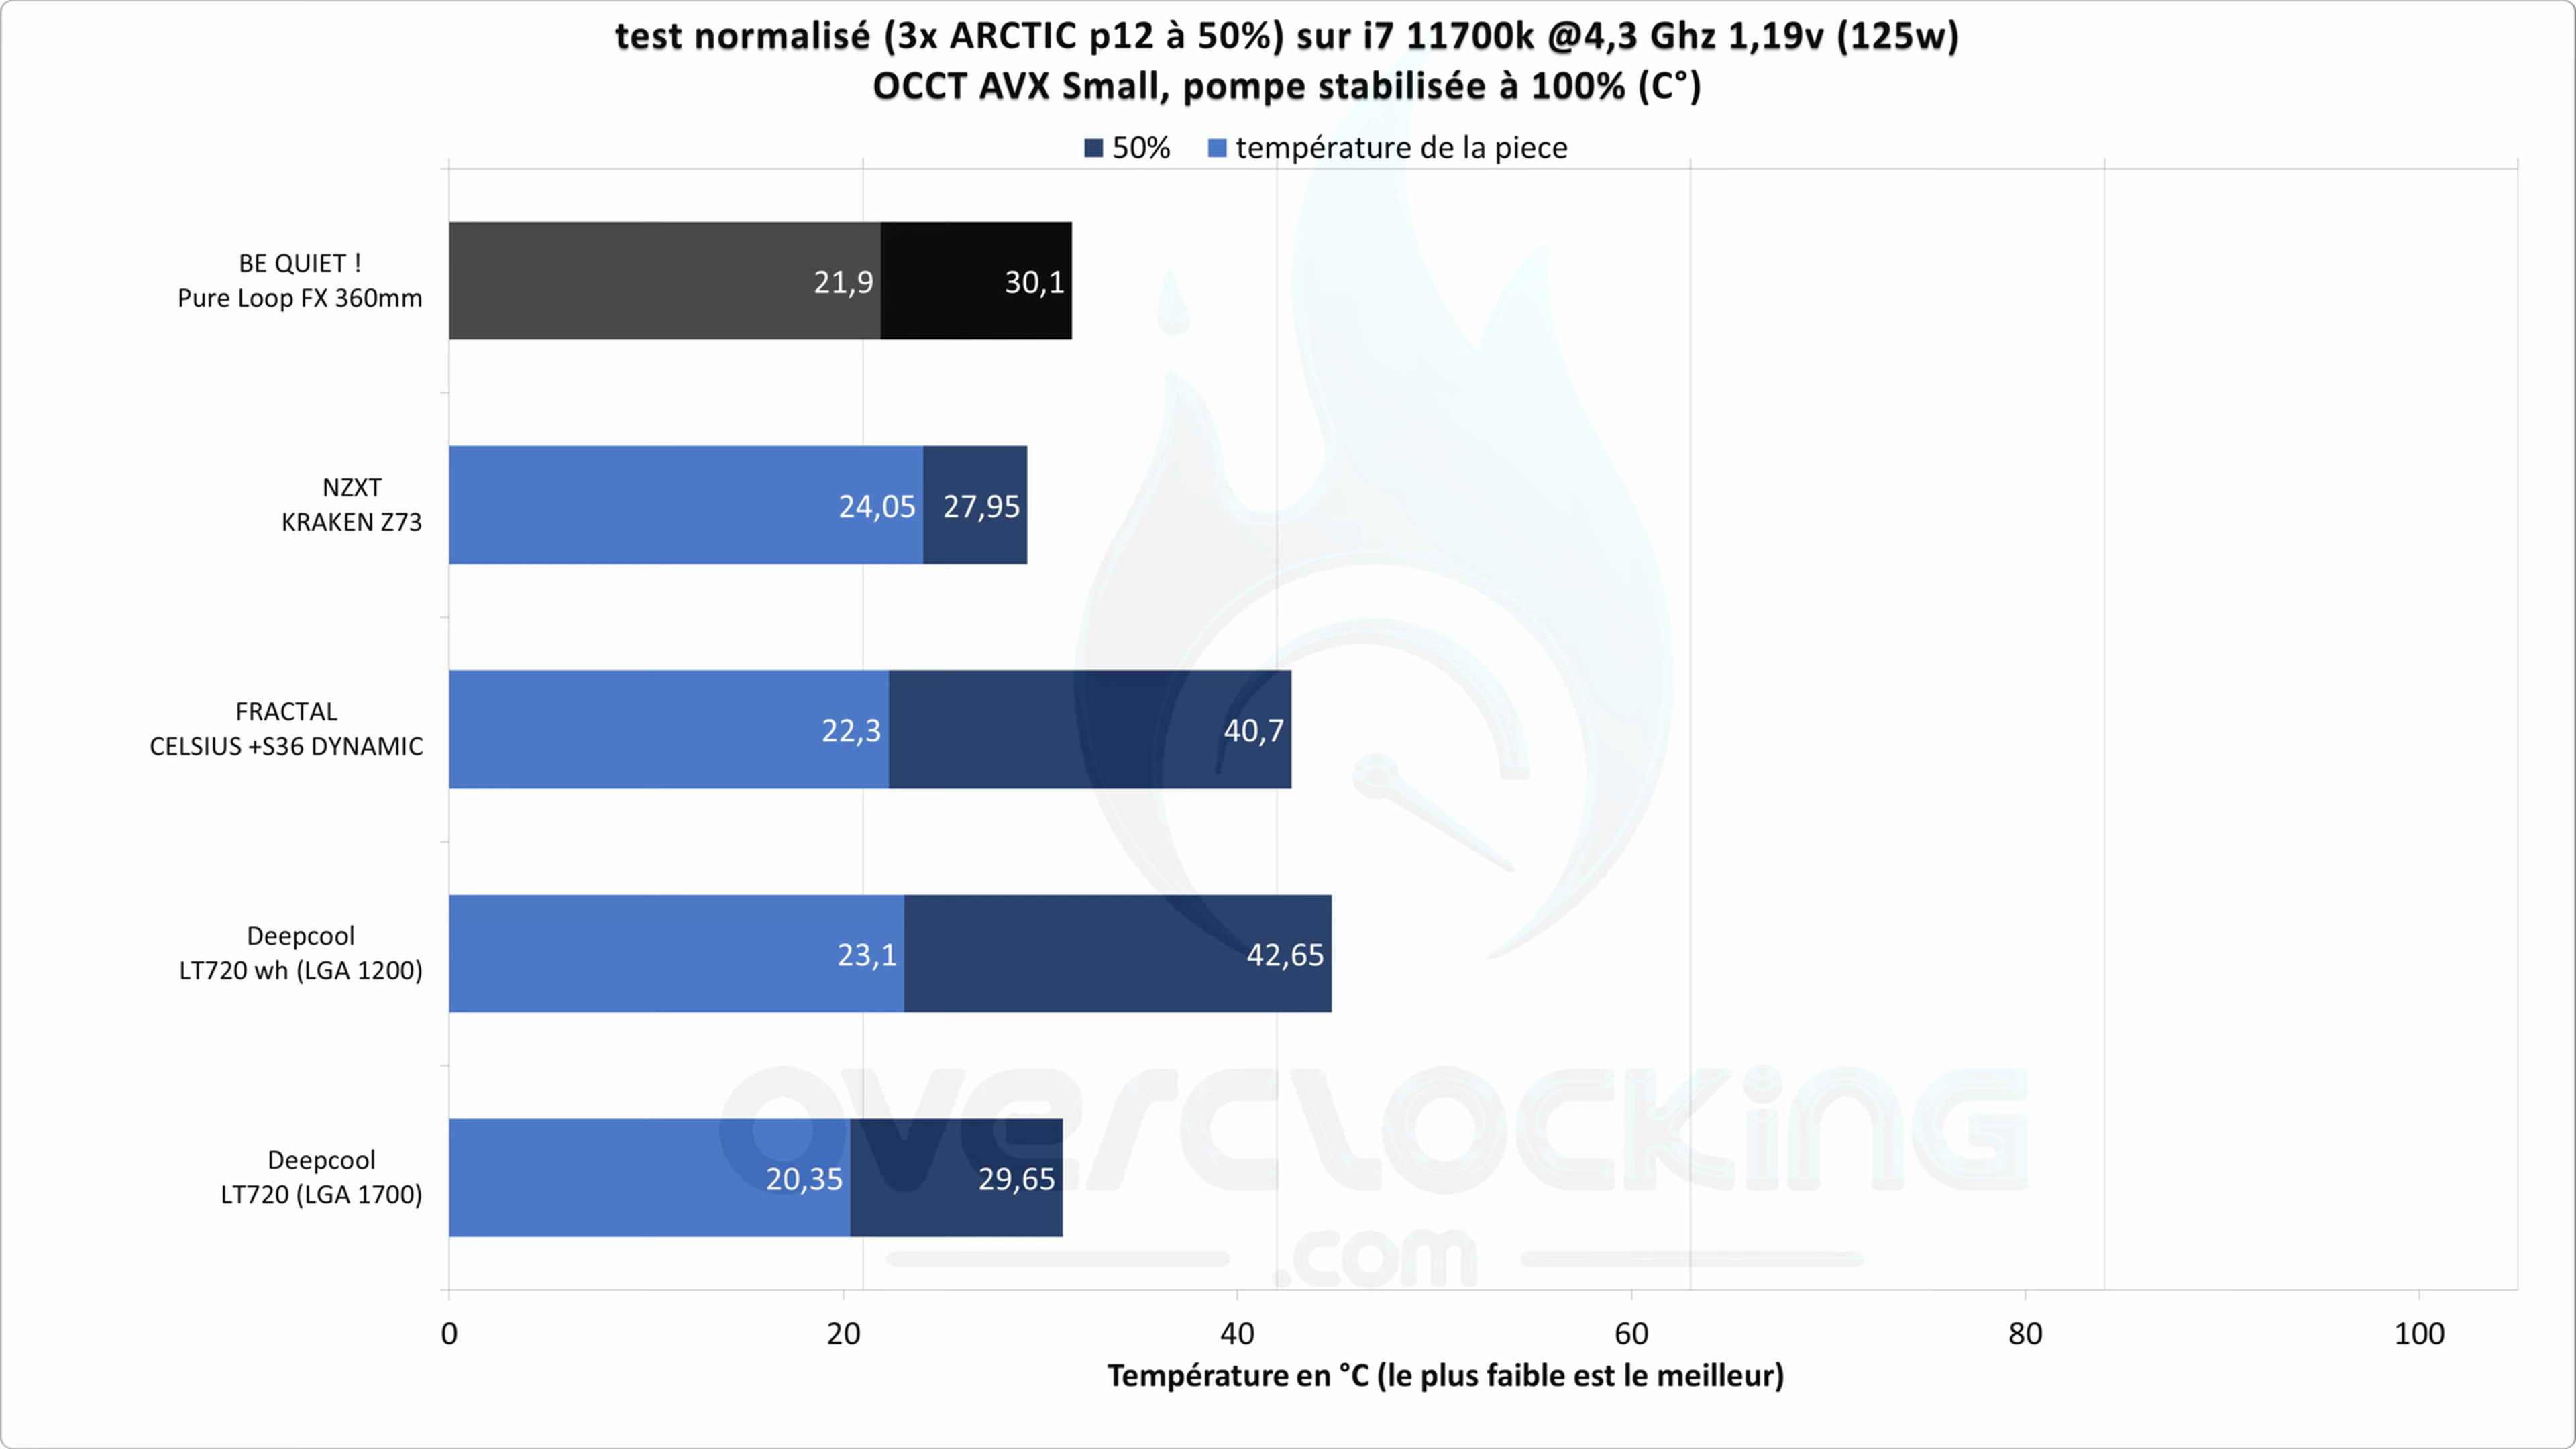 test normalisé (3x ARCTIC p12 à 50%) sur i7 11700k @4,3 Ghz 1,19v (125w)
OCCT AVX Small, pompe stabilisée à 100% (C°)
50% température de la piece
BE QUIET !
Pure Loop FX 360mm
21,9 30,1
NZXT
KRAKEN Z73
24,05 27,95
FRACTAL
CELSIUS +S36 DYNAMIC
22,3 40,7
Deepcool
LT720 wh (LGA 1200)
23,1 42,65
Deepcool
LT720 (LGA 1700)
20,35 29,65
OVERCLOCKING
.com
0 20 40 60 80 100
Température en °C (le plus faible est le meilleur)